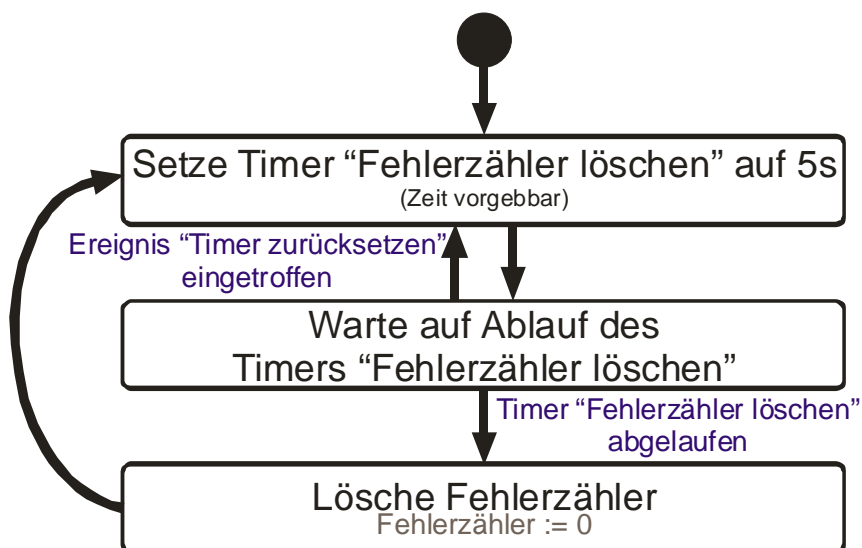 Setze Timer “Fehlerzähler löschen” auf 5s
(Zeit vorgebbar)
Ereignis “Timer zurücksetzen”
eingetroffen
Warte auf Ablauf des
Timers “Fehlerzähler löschen”
Timer “Fehlerzähler löschen”
abgelaufen
Lösche Fehlerzähler
Fehlerzähler := 0